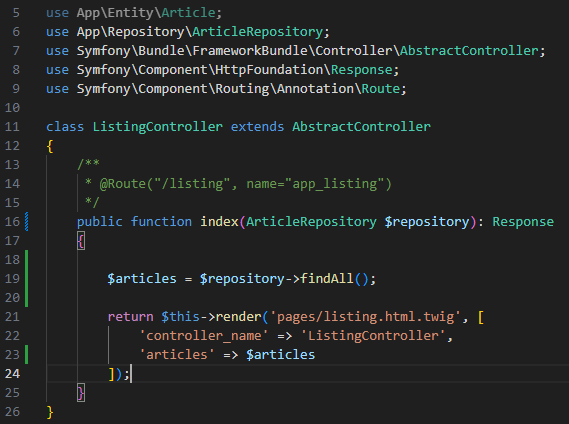 5 use App\Entity\Article;
6 use App\Repository\ArticleRepository;
7 use Symfony\Bundle\FrameworkBundle\Controller\AbstractController;
8 use Symfony\Component\HttpFoundation\Response;
9 use Symfony\Component\Routing\Annotation\Route;
10
11 class ListingController extends AbstractController
12 {
13     /**
14      * @Route("/listing", name="app_listing")
15      */
16     public function index(ArticleRepository $repository): Response
17     {
18
19         $articles = $repository->findAll();
20
21         return $this->render('pages/listing.html.twig', [
22             'controller_name' => 'ListingController',
23             'articles' => $articles
24         ]);
25     }
26 }